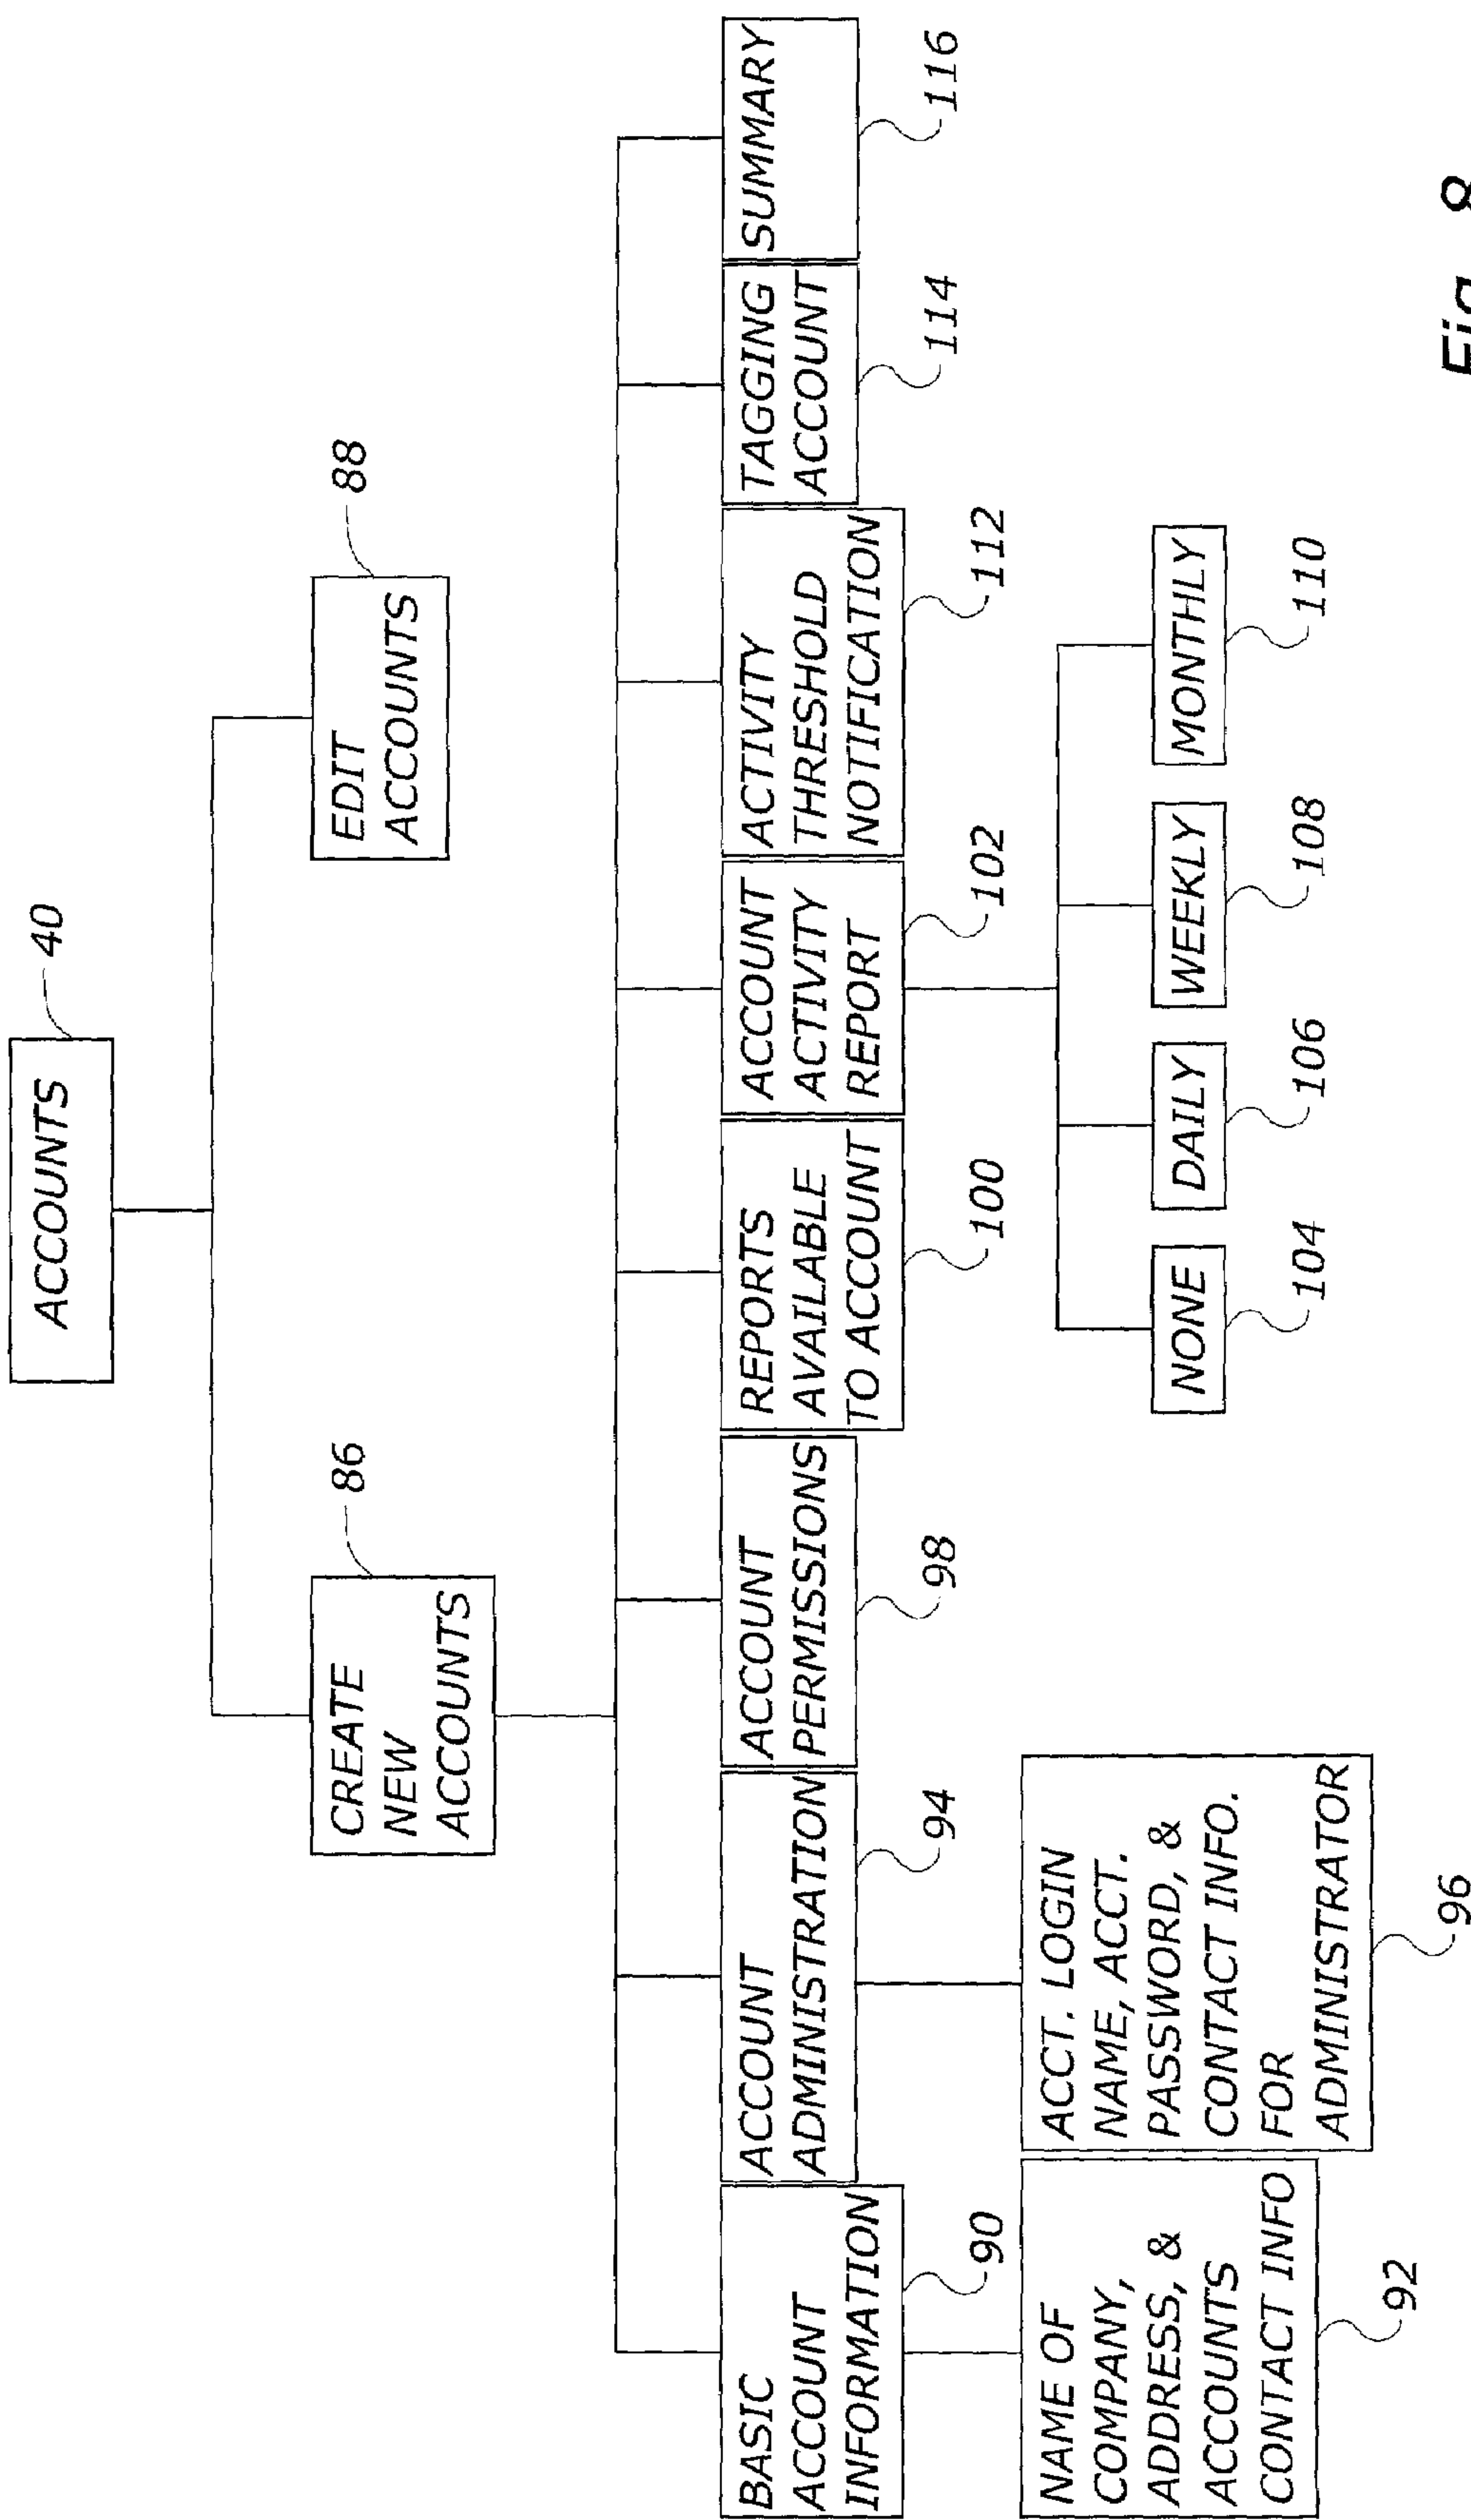 ACCOUNTS
40
CREATE
NEW
ACCOUNTS
86
EDIT
ACCOUNTS
88
BASIC
ACCOUNT
INFORMATION
90
ACCOUNT
ADMINISTRATION
94
ACCOUNT
PERMISSIONS
98
REPORTS
AVAILABLE
TO ACCOUNT
100
ACCOUNT
ACTIVITY
REPORT
102
ACTIVITY
THRESHOLD
NOTIFICATION
112
TAGGING
ACCOUNT
114
SUMMARY
116
NAME OF
COMPANY,
ADDRESS, &
ACCOUNTS
CONTACT INFO
92
ACCT. LOGIN
NAME, ACCT.
PASSWORD, &
CONTACT INFO.
FOR
ADMINISTRATOR
96
NONE
104
DAILY
106
WEEKLY
108
MONTHLY
110
Fig. 8